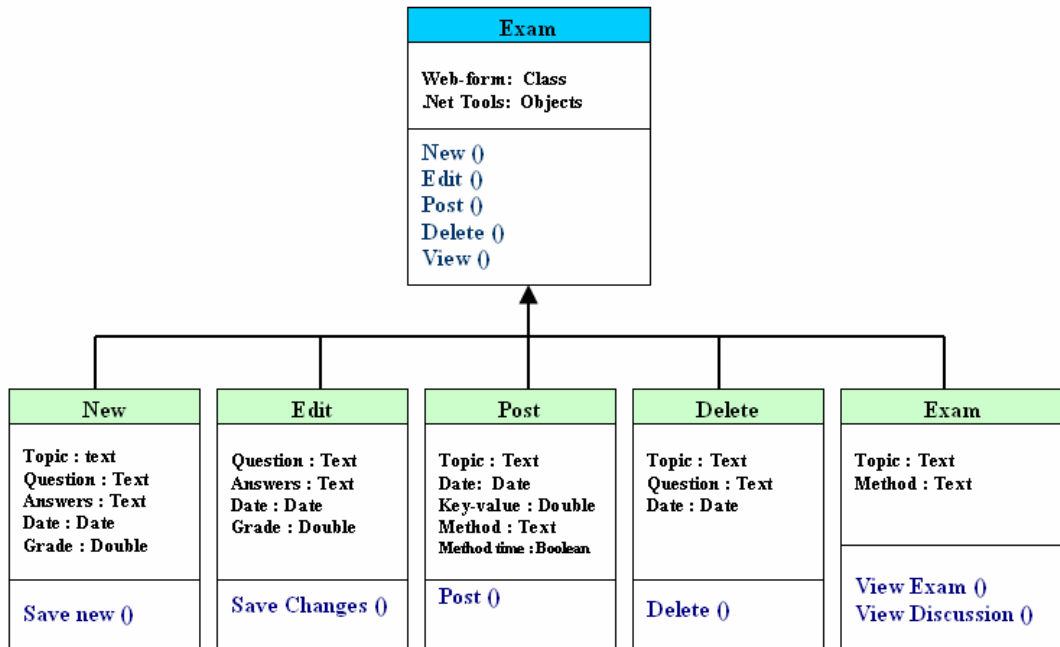 Exam
Web-form: Class
.Net Tools: Objects
New ()
Edit ()
Post ()
Delete ()
View ()
New
Topic : text
Question : Text
Answers : Text
Date : Date
Grade : Double
Save new ()
Edit
Question : Text
Answers : Text
Date : Date
Grade : Double
Save Changes ()
Post
Topic : Text
Date: Date
Key-value : Double
Method : Text
Method time : Boolean
Post ()
Delete
Topic : Text
Question : Text
Date : Date
Delete ()
Exam
Topic : Text
Method : Text
View Exam ()
View Discussion ()